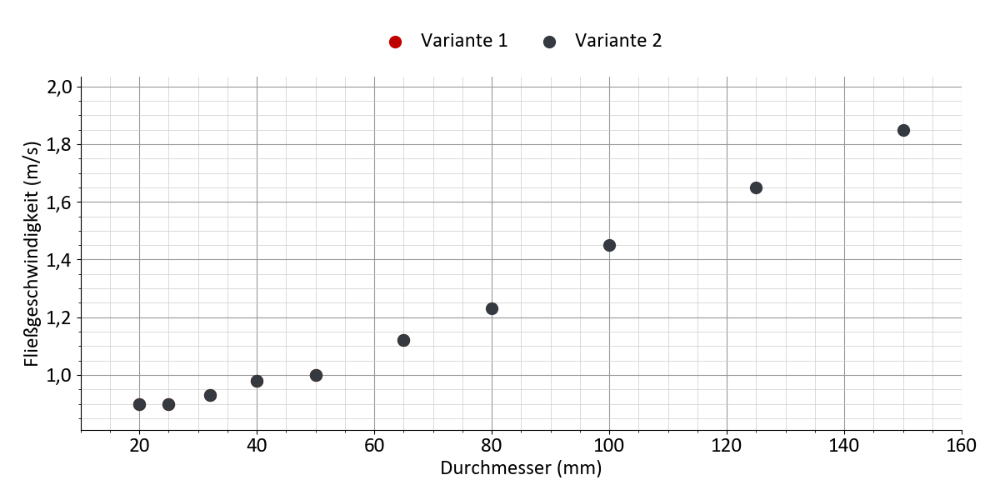 Variante 1 Variante 2
2,0
1,8
1,6
1,4
1,2
1,0
Fließgeschwindigkeit (m/s)
20 40 60 80 100 120 140 160
Durchmesser (mm)